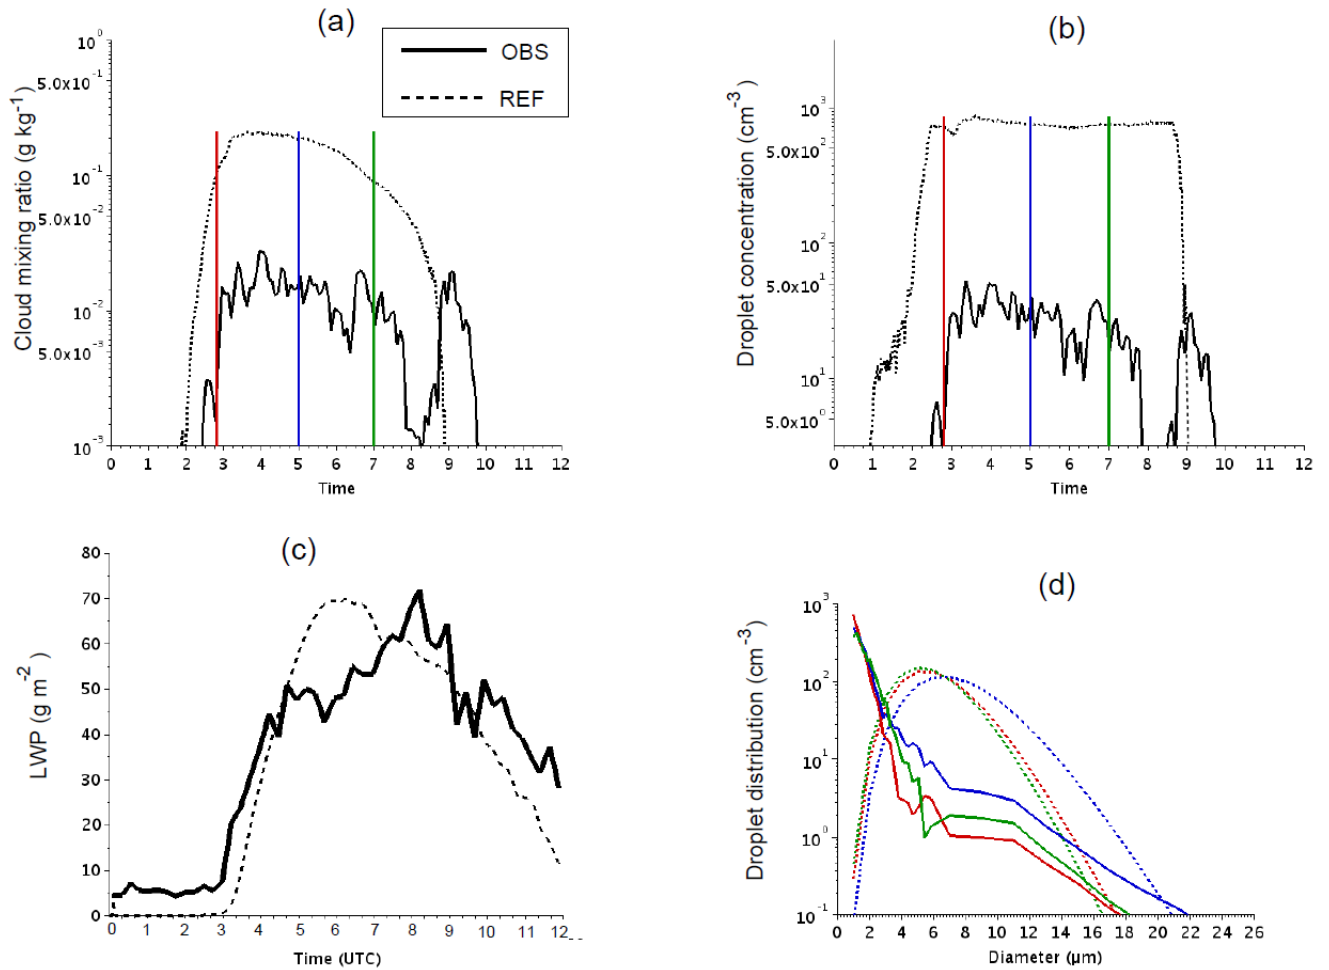 (a)
OBS
REF
Cloud mixing ratio (g kg-1)
10^0
5.0x10^-1
10^-1
5.0x10^-2
10^-2
5.0x10^-3
10^-3
0 1 2 3 4 5 6 7 8 9 10 11 12
Time
(b)
Droplet concentration (cm-3)
10^3
5.0x10^2
10^2
5.0x10^1
10^1
5.0x10^0
0 1 2 3 4 5 6 7 8 9 10 11 12
Time
(c)
LWP (g m-2)
80
70
60
50
40
30
20
10
0
0 1 2 3 4 5 6 7 8 9 10 11 12
Time (UTC)
(d)
Droplet distribution (cm-3)
10^3
10^2
10^1
10^0
10^-1
0 2 4 6 8 10 12 14 16 18 20 22 24 26
Diameter (µm)